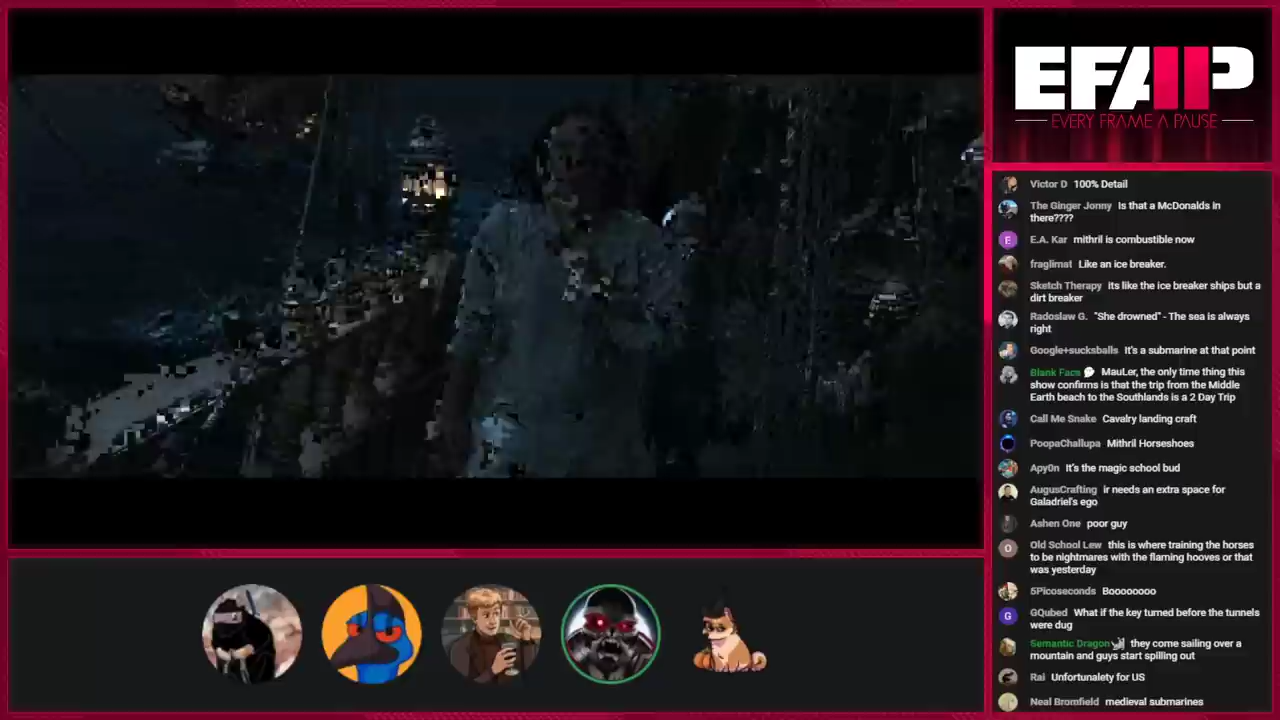 EFAP
EVERY FRAME A PAUSE
Victor D 100% Detail
The Ginger Jonny Is that a McDonalds in
there????
E
E.A. Kar mithril is combustible now
fraglimat Like an ice breaker.
Sketch Therapy its like the ice breaker ships but a
dirt breaker
Radoslaw G. "She drowned" - The sea is always
right
Google+sucksballs It's a submarine at that point
Blank Face MauLer, the only time thing this
show confirms is that the trip from the Middle
Earth beach to the Southlands is a 2 Day Trip
Call Me Snake Cavalry landing craft
PoopaChallupa Mithril Horseshoes
Apy0n It's the magic school bud
AugusCrafting ir needs an extra space for
Galadriel's ego
Ashen One poor guy
O
Old School Lew this is where training the horses
to be nightmares with the flaming hooves or that
was yesterday
5Picoseconds Boooooooo
G
GQubed What if the key turned before the tunnels
were dug
Semantic Dragon they come sailing over a
mountain and guys start spilling out
Rai Unfortunalety for US
Neal Bromfield medieval submarines